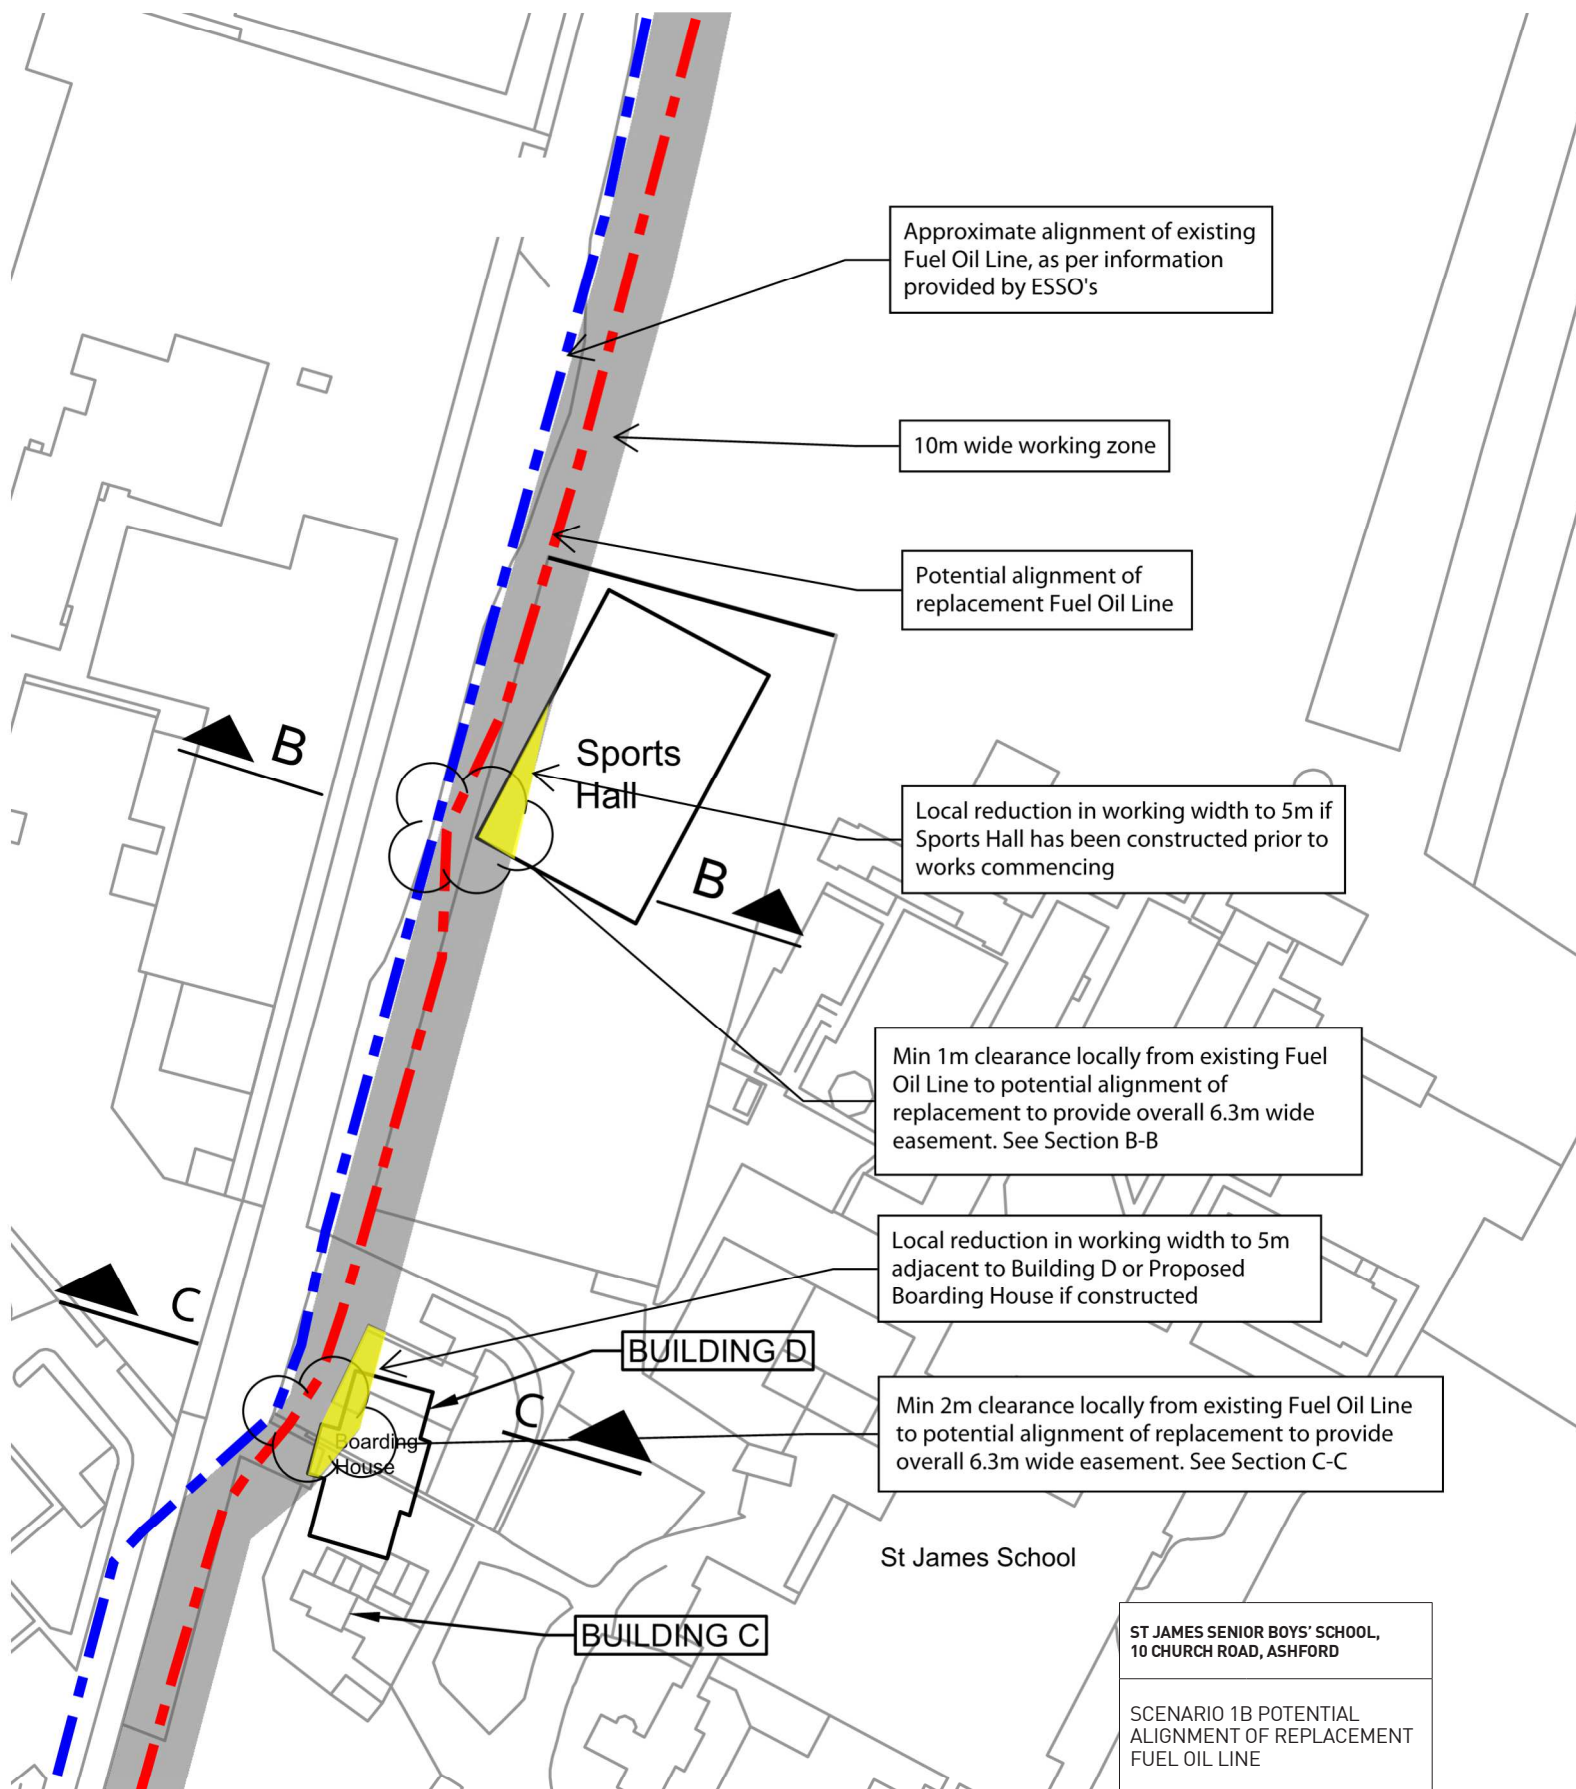 Approximate alignment of existing
Fuel Oil Line, as per information
provided by ESSO's
10m wide working zone
Potential alignment of
replacement Fuel Oil Line
B
Sports
Hall
Local reduction in working width to 5m if
Sports Hall has been constructed prior to
works commencing
B
Min 1m clearance locally from existing Fuel
Oil Line to potential alignment of
replacement to provide overall 6.3m wide
easement. See Section B-B
Local reduction in working width to 5m
adjacent to Building D or Proposed
Boarding House if constructed
C
BUILDING D
C
Min 2m clearance locally from existing Fuel Oil Line
to potential alignment of replacement to provide
overall 6.3m wide easement. See Section C-C
Boarding
House
St James School
BUILDING C
ST JAMES SENIOR BOYS' SCHOOL,
10 CHURCH ROAD, ASHFORD
SCENARIO 1B POTENTIAL
ALIGNMENT OF REPLACEMENT
FUEL OIL LINE